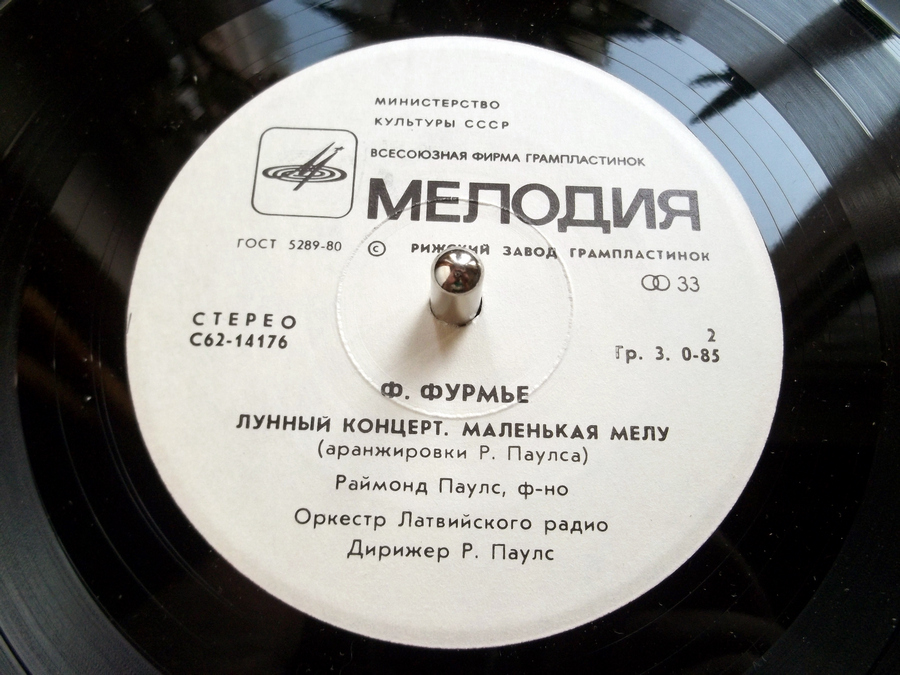 МИНИСТЕРСТВО
КУЛЬТУРЫ СССР
ВСЕСОЮЗНАЯ ФИРМА ГРАМПЛАСТИНОК
МЕЛОДИЯ
ГОСТ 5289-80 © РИЖСКИЙ ЗАВОД ГРАМПЛАСТИНОК
33
СТЕРЕО
С62-14176
2
Гр. 3. 0-85
Ф. ФУРМЬЕ
ЛУННЫЙ КОНЦЕРТ. МАЛЕНЬКАЯ МЕЛУ
(аранжировки Р. Паулса)
Раймонд Паулс, ф-но
Оркестр Латвийского радио
Дирижер Р. Паулс